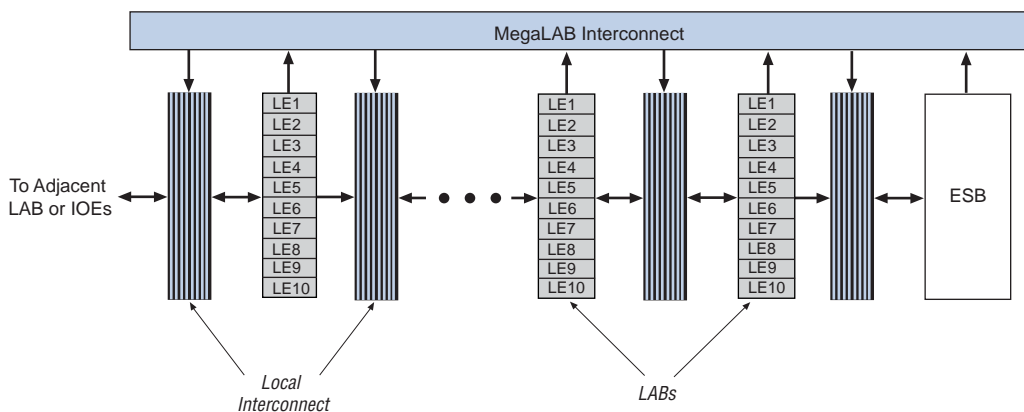 MegaLAB Interconnect
LE1
LE2
LE3
LE4
LE5
LE6
LE7
LE8
LE9
LE10
LE1
LE2
LE3
LE4
LE5
LE6
LE7
LE8
LE9
LE10
LE1
LE2
LE3
LE4
LE5
LE6
LE7
LE8
LE9
LE10
To Adjacent
LAB or IOEs
ESB
Local
Interconnect
LABs